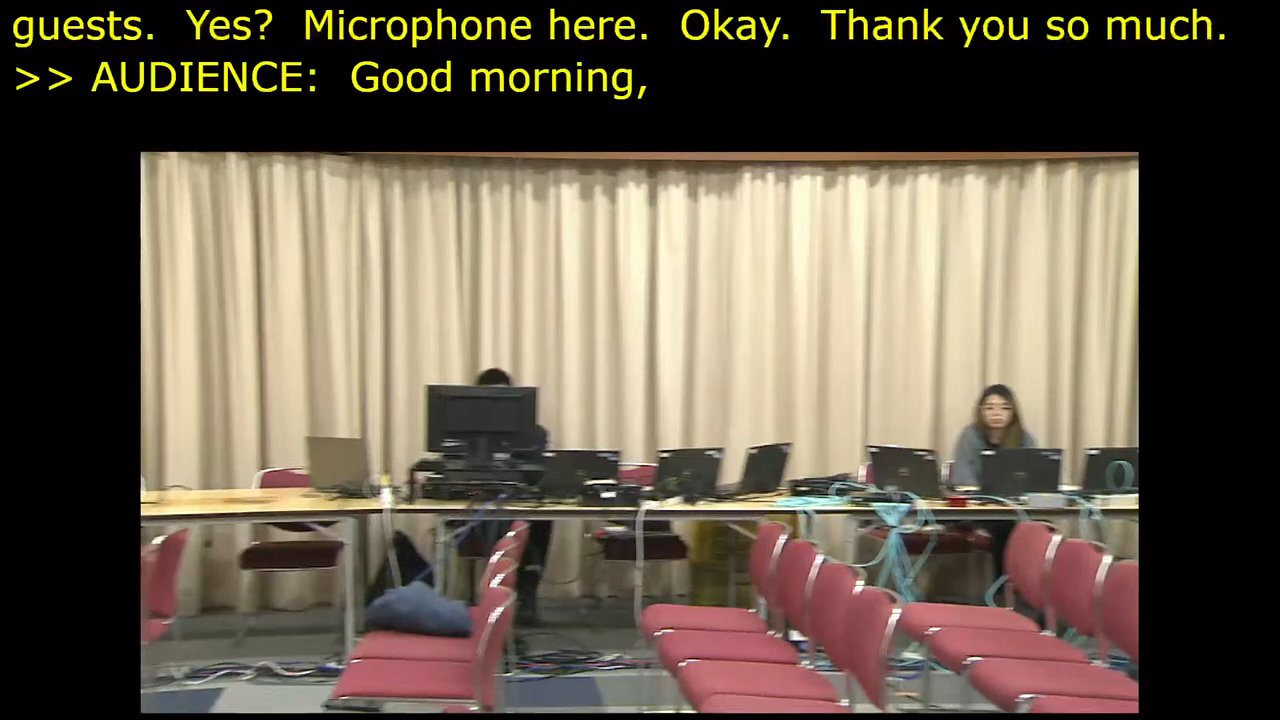 guests.  Yes?  Microphone here.  Okay.  Thank you so much.
>> AUDIENCE:  Good morning,